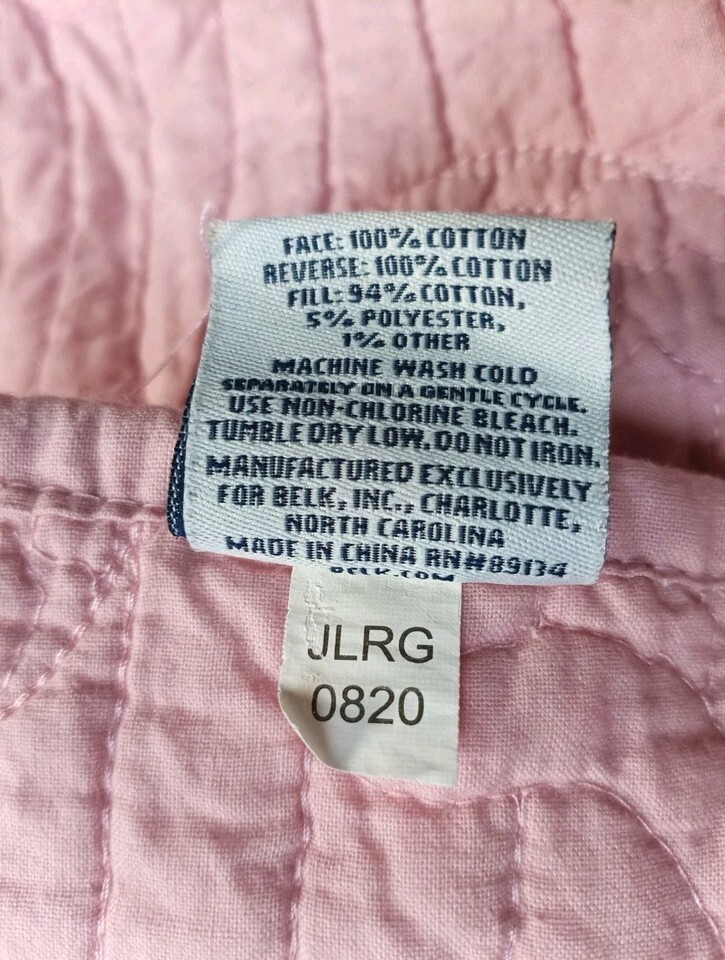 FACE: 100% COTTON
REVERSE: 100% COTTON
FILL: 94% COTTON,
5% POLYESTER,
1% OTHER
MACHINE WASH COLD
SEPARATELY ON A GENTLE CYCLE.
USE NON-CHLORINE BLEACH.
TUMBLE DRY LOW. DO NOT IRON.
MANUFACTURED EXCLUSIVELY
FOR BELK, INC., CHARLOTTE,
NORTH CAROLINA
MADE IN CHINA RN#89134
BELK.COM
JLRG
0820